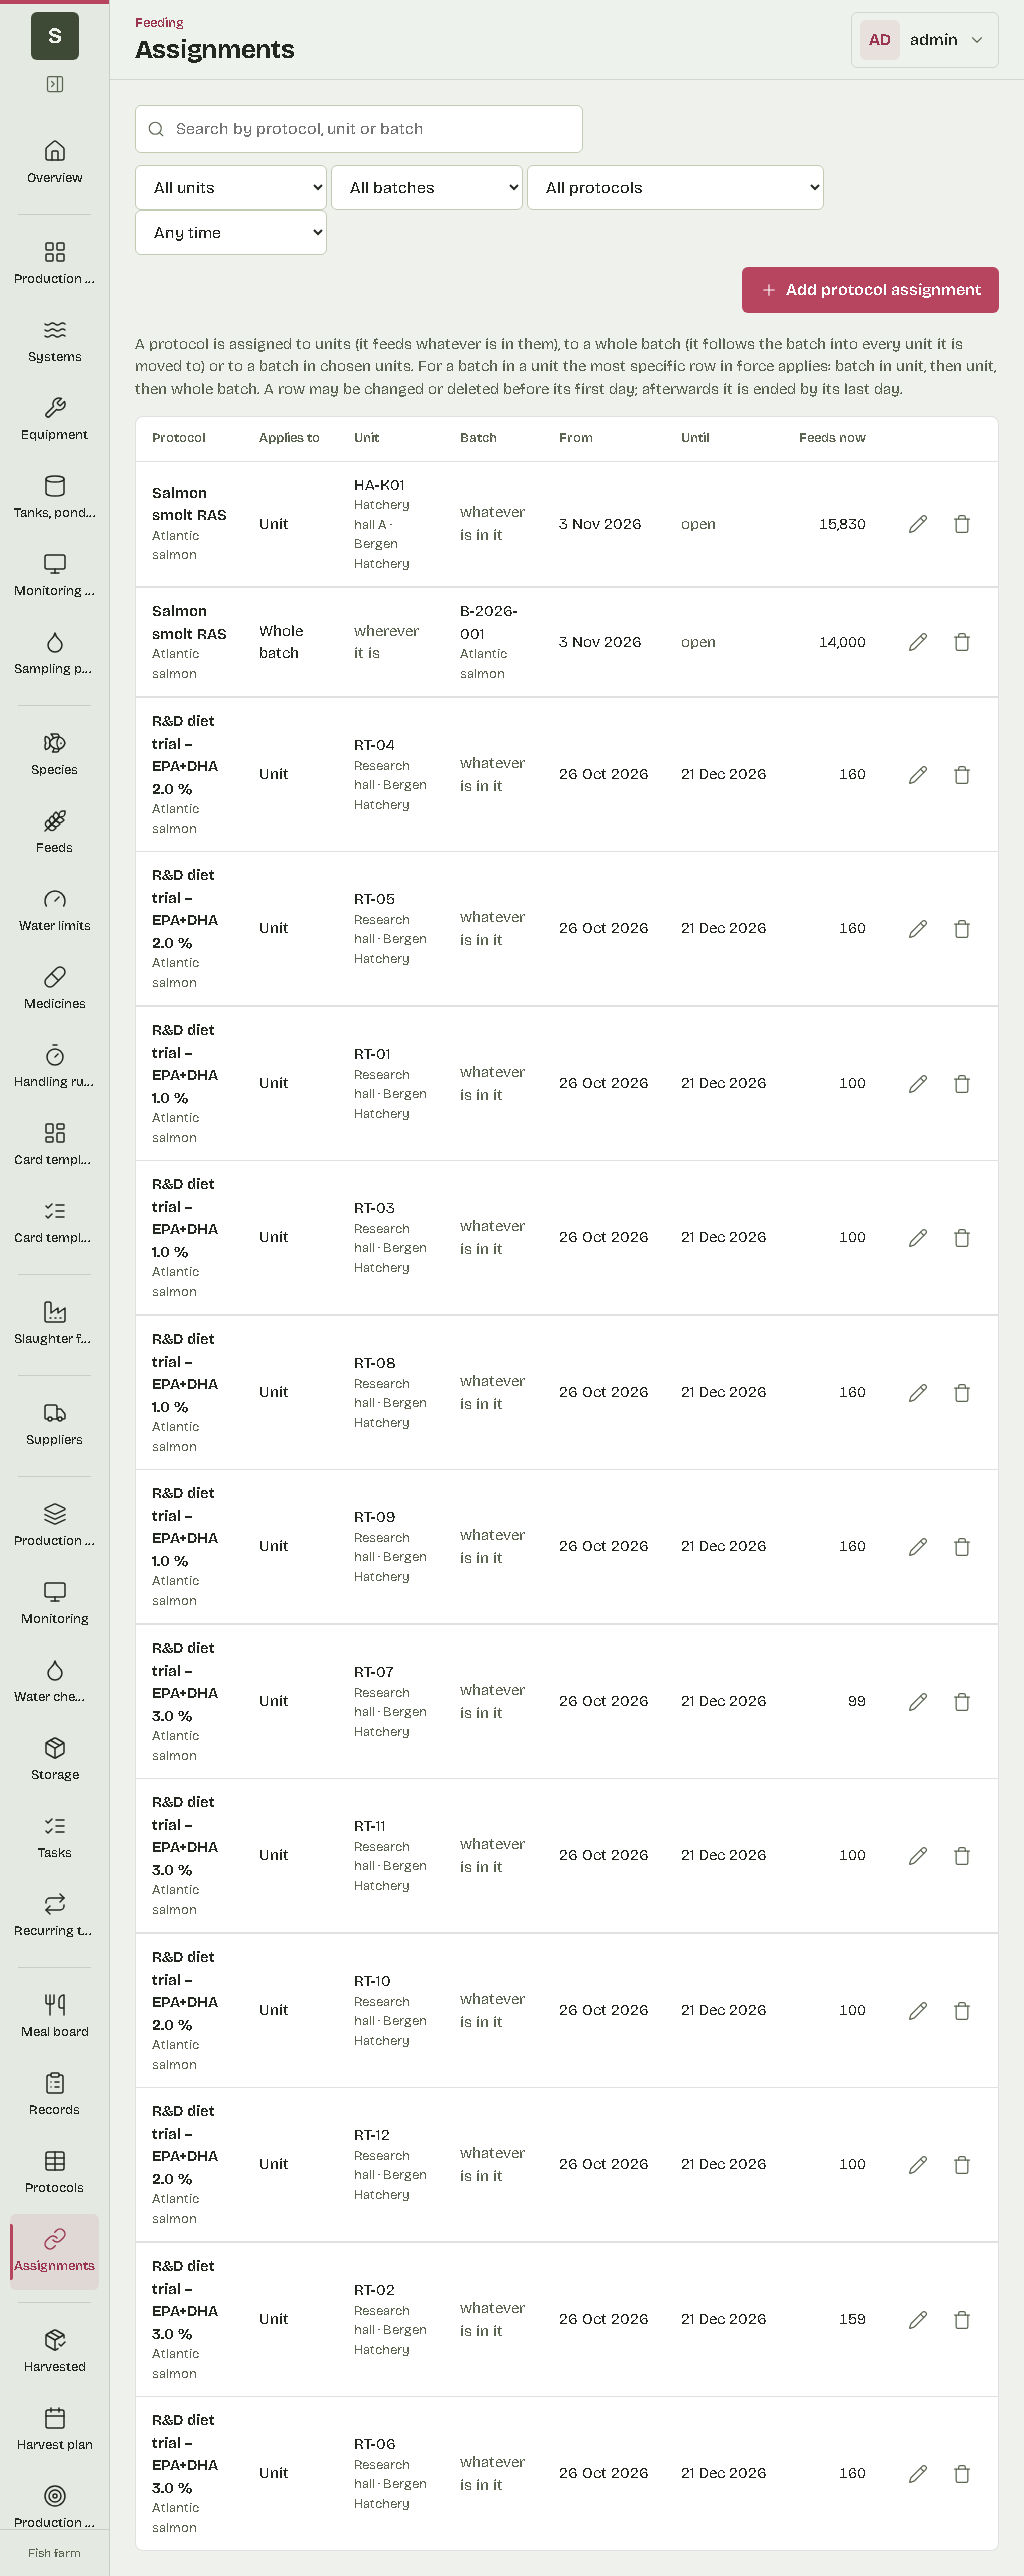 S
Overview
Production ...
Systems
Equipment
Tanks, pond...
Monitoring ...
Sampling p...
Species
Feeds
Water limits
Medicines
Handling ru...
Card templ...
Card templ...
Slaughter f...
Suppliers
Production ...
Monitoring
Water che...
Storage
Tasks
Recurring t...
Meal board
Records
Protocols
Assignments
Harvested
Harvest plan
Production ...
Fish farm
Feeding
Assignments
AD admin
Search by protocol, unit or batch
All units All batches All protocols
Any time
+ Add protocol assignment
A protocol is assigned to units (it feeds whatever is in them), to a whole batch (it follows the batch into every unit it is
moved to) or to a batch in chosen units. For a batch in a unit the most specific row in force applies: batch in unit, then unit,
then whole batch. A row may be changed or deleted before its first day; afterwards it is ended by its last day.
Protocol Applies to Unit Batch From Until Feeds now
Salmon
smolt RAS
Atlantic
salmon
Unit
HA-K01
Hatchery
hall A ·
Bergen
Hatchery
whatever
is in it
3 Nov 2026
open
15,830
Salmon
smolt RAS
Atlantic
salmon
Whole
batch
wherever
it is
B-2026-
001
Atlantic
salmon
3 Nov 2026
open
14,000
R&D diet
trial –
EPA+DHA
2.0 %
Atlantic
salmon
Unit
RT-04
Research
hall · Bergen
Hatchery
whatever
is in it
26 Oct 2026
21 Dec 2026
160
R&D diet
trial –
EPA+DHA
2.0 %
Atlantic
salmon
Unit
RT-05
Research
hall · Bergen
Hatchery
whatever
is in it
26 Oct 2026
21 Dec 2026
160
R&D diet
trial –
EPA+DHA
1.0 %
Atlantic
salmon
Unit
RT-01
Research
hall · Bergen
Hatchery
whatever
is in it
26 Oct 2026
21 Dec 2026
100
R&D diet
trial –
EPA+DHA
1.0 %
Atlantic
salmon
Unit
RT-03
Research
hall · Bergen
Hatchery
whatever
is in it
26 Oct 2026
21 Dec 2026
100
R&D diet
trial –
EPA+DHA
1.0 %
Atlantic
salmon
Unit
RT-08
Research
hall · Bergen
Hatchery
whatever
is in it
26 Oct 2026
21 Dec 2026
160
R&D diet
trial –
EPA+DHA
1.0 %
Atlantic
salmon
Unit
RT-09
Research
hall · Bergen
Hatchery
whatever
is in it
26 Oct 2026
21 Dec 2026
160
R&D diet
trial –
EPA+DHA
3.0 %
Atlantic
salmon
Unit
RT-07
Research
hall · Bergen
Hatchery
whatever
is in it
26 Oct 2026
21 Dec 2026
99
R&D diet
trial –
EPA+DHA
3.0 %
Atlantic
salmon
Unit
RT-11
Research
hall · Bergen
Hatchery
whatever
is in it
26 Oct 2026
21 Dec 2026
100
R&D diet
trial –
EPA+DHA
2.0 %
Atlantic
salmon
Unit
RT-10
Research
hall · Bergen
Hatchery
whatever
is in it
26 Oct 2026
21 Dec 2026
100
R&D diet
trial –
EPA+DHA
2.0 %
Atlantic
salmon
Unit
RT-12
Research
hall · Bergen
Hatchery
whatever
is in it
26 Oct 2026
21 Dec 2026
100
R&D diet
trial –
EPA+DHA
3.0 %
Atlantic
salmon
Unit
RT-02
Research
hall · Bergen
Hatchery
whatever
is in it
26 Oct 2026
21 Dec 2026
159
R&D diet
trial –
EPA+DHA
3.0 %
Atlantic
salmon
Unit
RT-06
Research
hall · Bergen
Hatchery
whatever
is in it
26 Oct 2026
21 Dec 2026
160